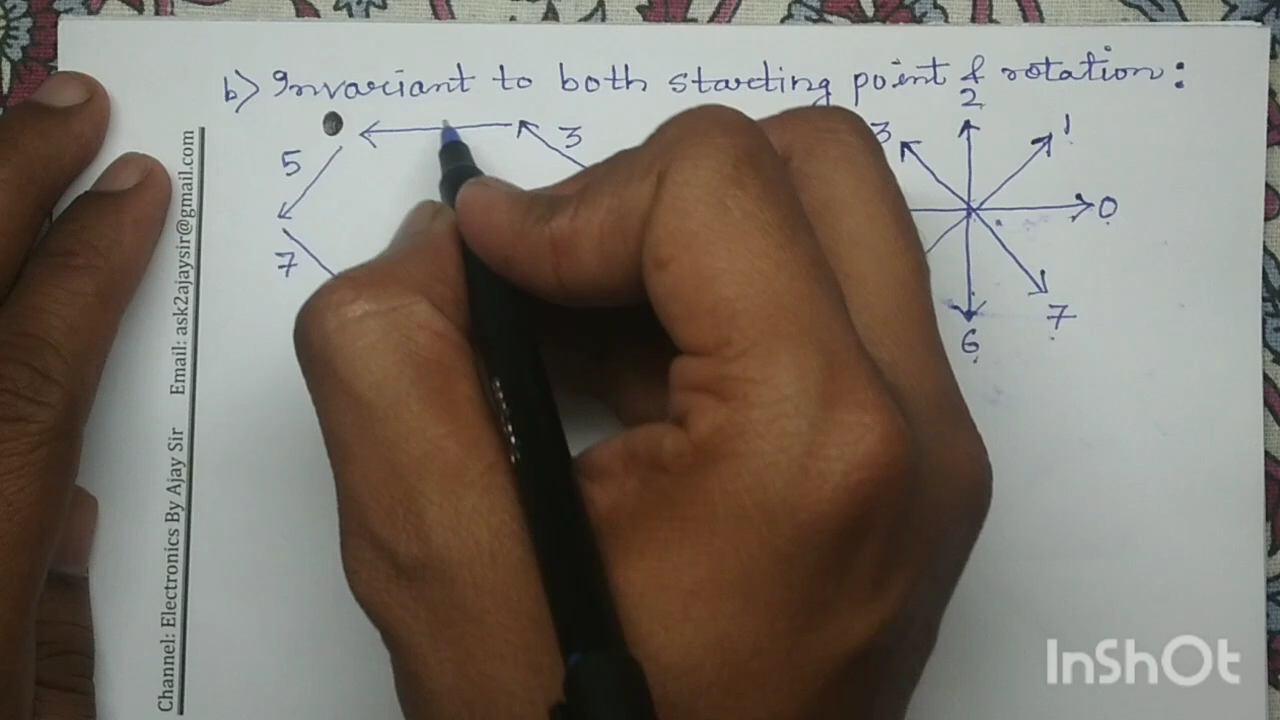 b) Invariant to both starting point & rotation :
2
5 3 3 1
0
7 7
6
Channel: Electronics By Ajay Sir Email: ask2ajaysir@gmail.com
InShOt